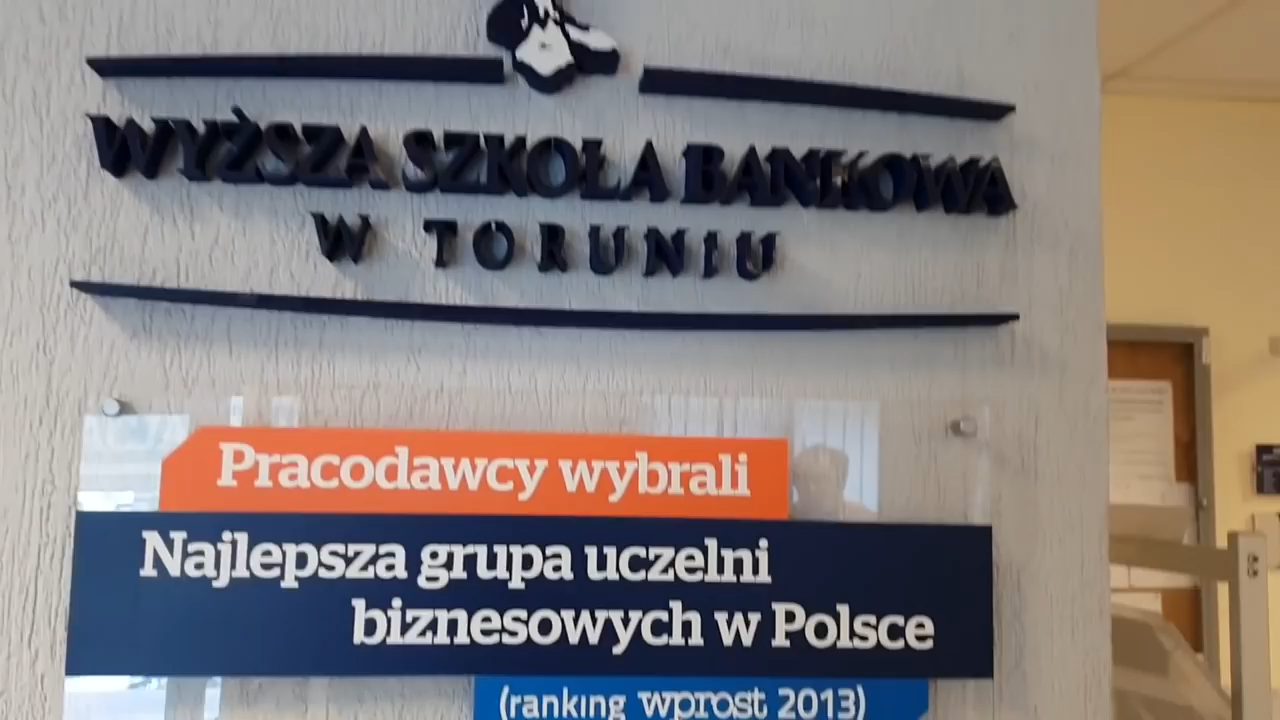 WYŻSZA SZKOŁA BANKOWA
W TORUNIU
Pracodawcy wybrali
Najlepsza grupa uczelni
biznesowych w Polsce
(ranking wprost 2013)